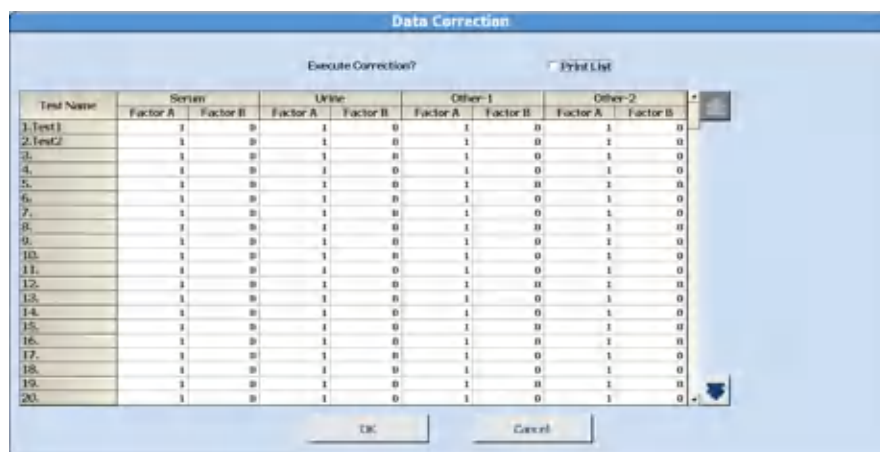 Data Correction
Execute Correction? Print List
Test Name Serum Urine Other-1 Other-2
Factor A Factor B Factor A Factor B Factor A Factor B Factor A Factor B
1.Test1 1 0 1 0 1 0 1 0
2.Test2 1 0 1 0 1 0 1 0
3. 1 0 1 0 1 0 1 0
4. 1 0 1 0 1 0 1 0
5. 1 0 1 0 1 0 1 0
6. 1 0 1 0 1 0 1 0
7. 1 0 1 0 1 0 1 0
8. 1 0 1 0 1 0 1 0
9. 1 0 1 0 1 0 1 0
10. 1 0 1 0 1 0 1 0
11. 1 0 1 0 1 0 1 0
12. 1 0 1 0 1 0 1 0
13. 1 0 1 0 1 0 1 0
14. 1 0 1 0 1 0 1 0
15. 1 0 1 0 1 0 1 0
16. 1 0 1 0 1 0 1 0
17. 1 0 1 0 1 0 1 0
18. 1 0 1 0 1 0 1 0
19. 1 0 1 0 1 0 1 0
20. 1 0 1 0 1 0 1 0
OK Cancel